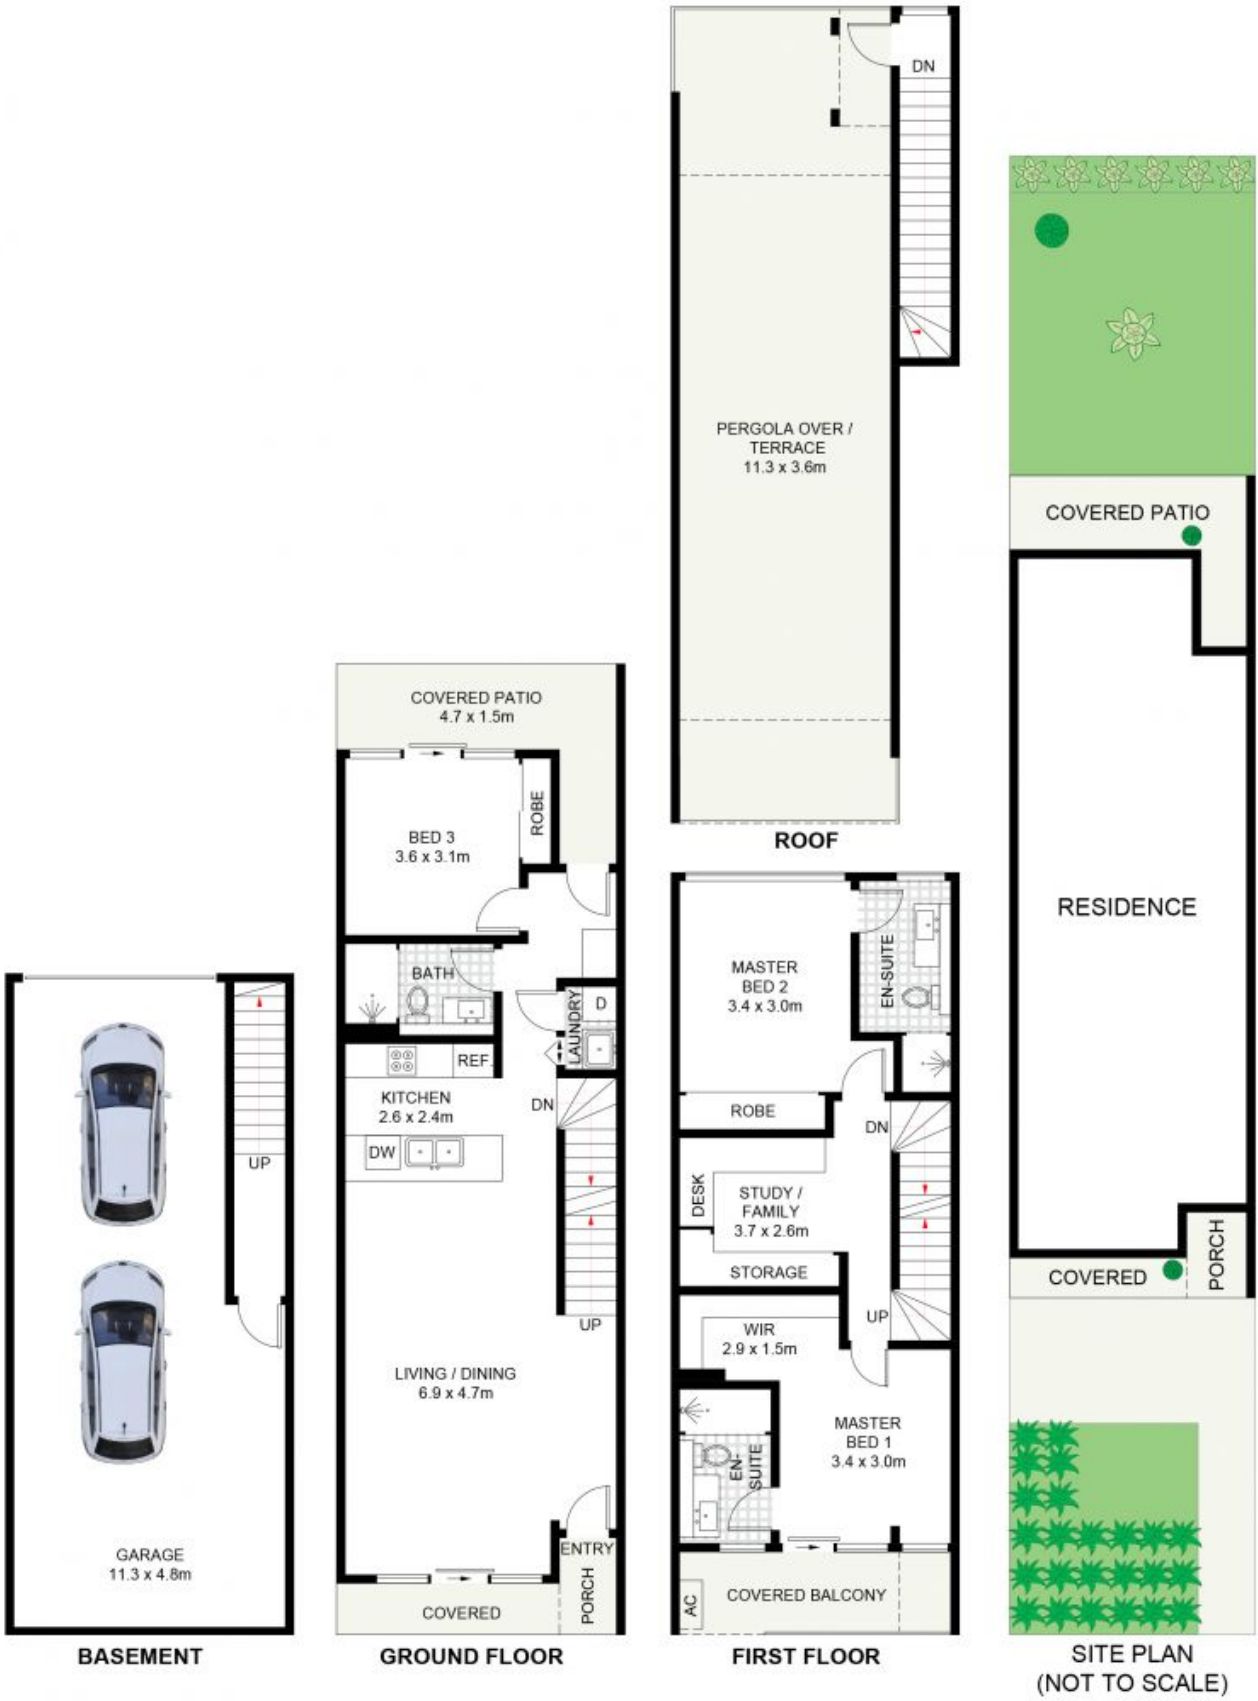 DN
PERGOLA OVER /
TERRACE
11.3 x 3.6m
ROOF
COVERED PATIO
4.7 x 1.5m
BED 3
3.6 x 3.1m
ROBE
BATH
LAUNDRY
D
REF.
KITCHEN
2.6 x 2.4m
DN
DW
UP
LIVING / DINING
6.9 x 4.7m
ENTRY
PORCH
COVERED
GROUND FLOOR
UP
GARAGE
11.3 x 4.8m
BASEMENT
MASTER
BED 2
3.4 x 3.0m
EN-SUITE
ROBE
DN
DESK
STUDY /
FAMILY
3.7 x 2.6m
STORAGE
UP
WIR
2.9 x 1.5m
MASTER
BED 1
3.4 x 3.0m
EN-
SUITE
AC
COVERED BALCONY
FIRST FLOOR
COVERED PATIO
RESIDENCE
COVERED
PORCH
SITE PLAN
(NOT TO SCALE)